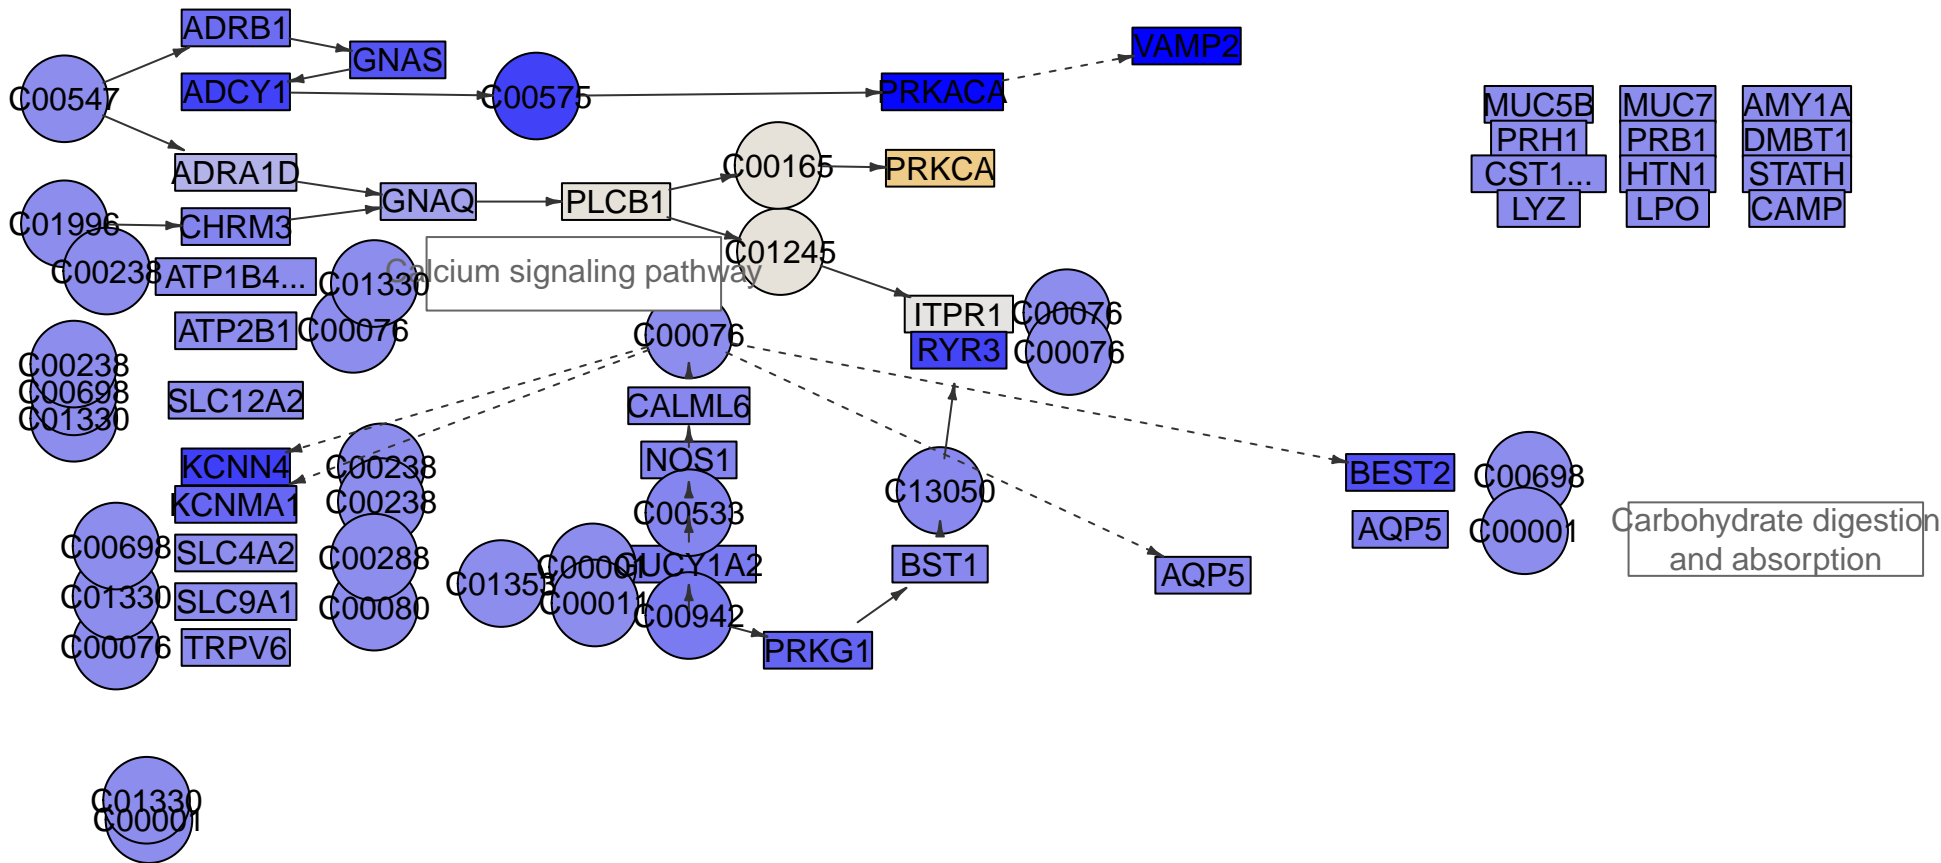 ADRB1
GNAS
VAMP2
C00547
ADCY1
C00575
PRKACA
MUC5B
MUC7
AMY1A
PRH1
PRB1
DMBT1
ADRA1D
C00165
PRKCA
CST1...
HTN1
STATH
GNAQ
PLCB1
LYZ
LPO
CAMP
C01996
CHRM3
C01245
C00238
ATP1B4...
C01330
Calcium signaling pathway
ITPR1
C00076
ATP2B1
C00076
C00076
RYR3
C00076
C00238
C00698
C01330
SLC12A2
CALML6
KCNN4
C00238
NOS1
C13050
BEST2
C00698
KCNMA1
C00238
C00533
AQP5
C00001
Carbohydrate digestion
and absorption
C00698
SLC4A2
C00288
C01353
C00001
GUCY1A2
BST1
AQP5
C01330
SLC9A1
C00080
C00011
C00942
C00076
TRPV6
PRKG1
C01330
C00001